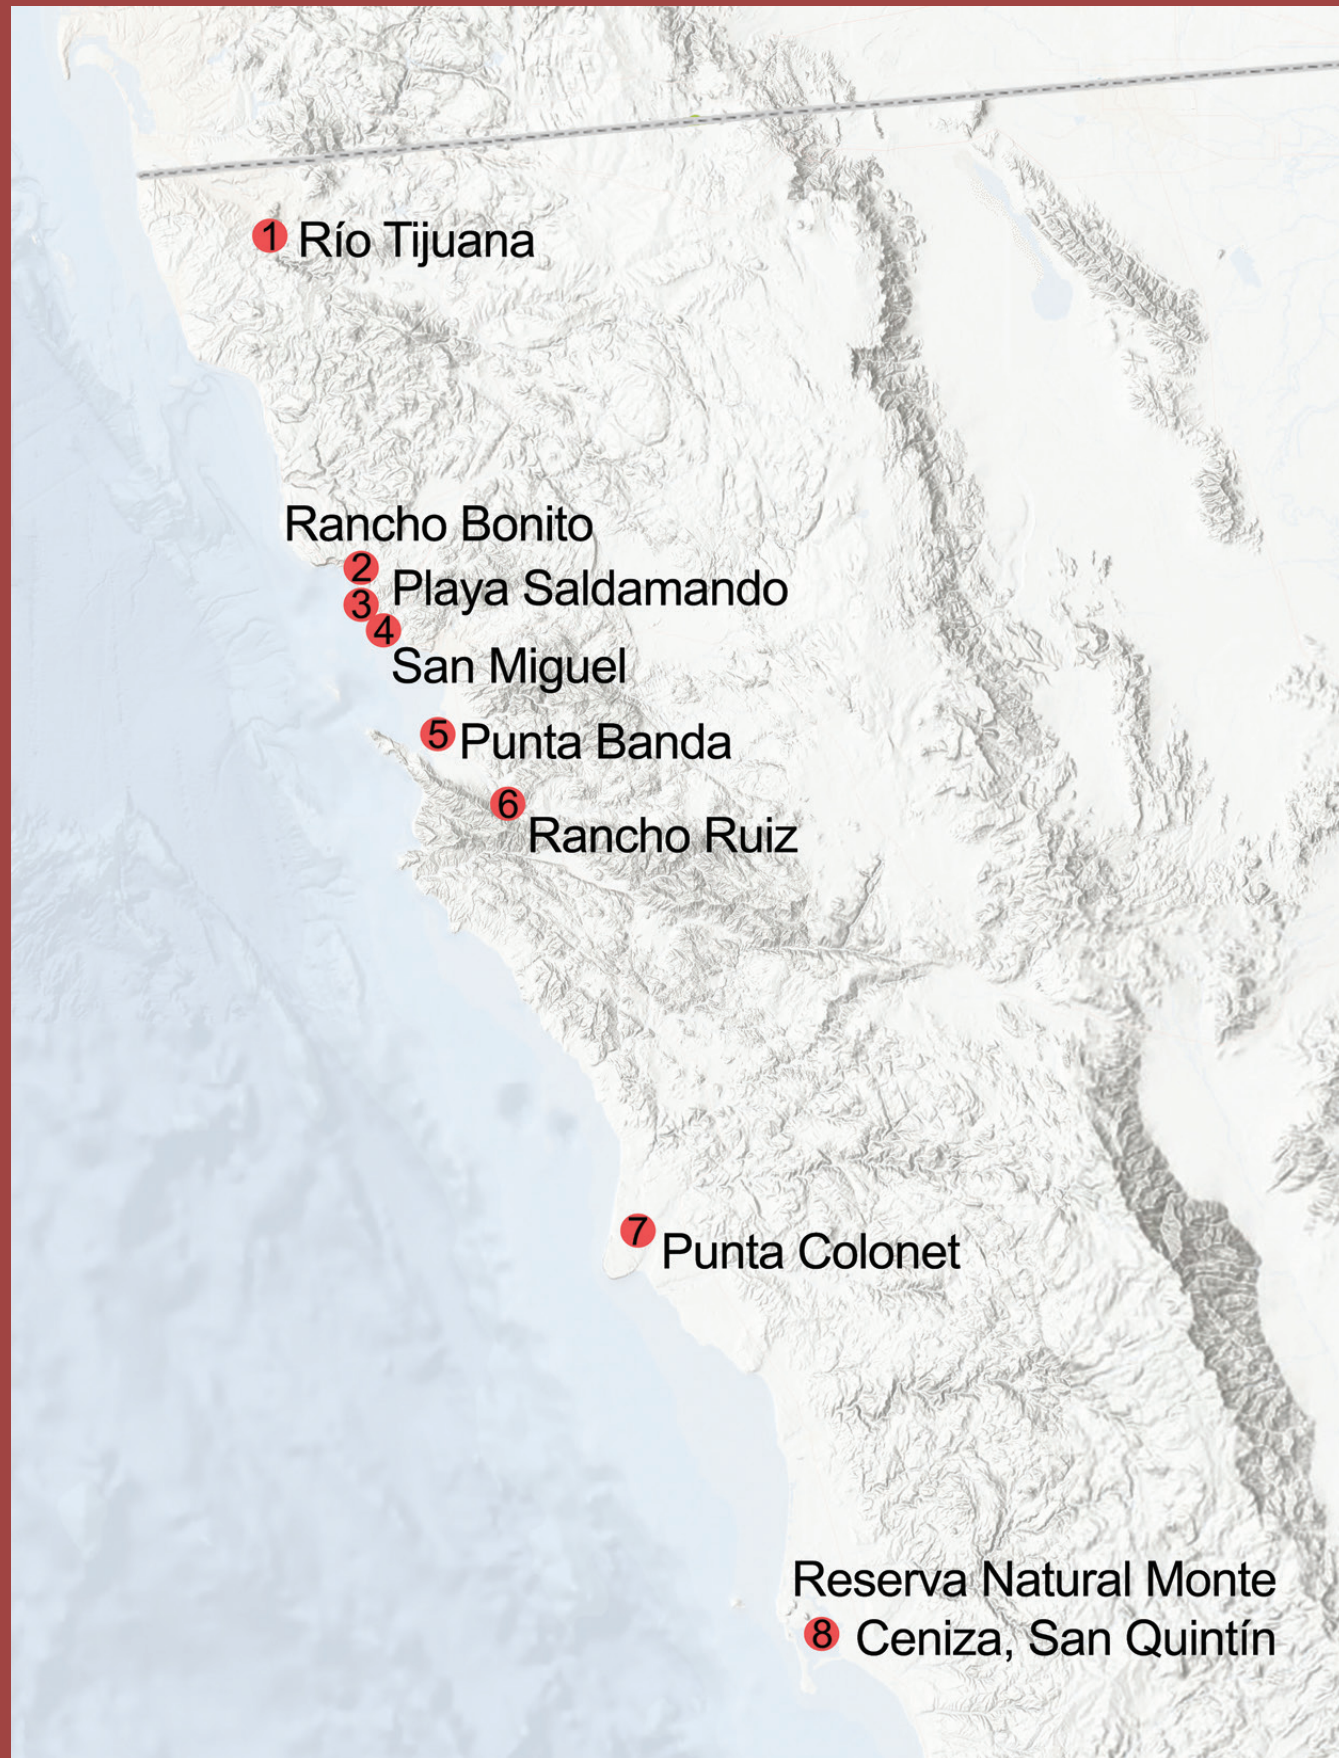 1 Río Tijuana
Rancho Bonito
2
Playa Saldamando
3
4
San Miguel
5 Punta Banda
6
Rancho Ruiz
7
Punta Colonet
Reserva Natural Monte
8 Ceniza, San Quintín